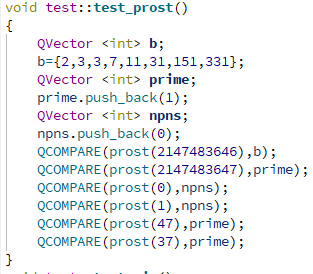 void test::test_prost()
{
QVector <int> b;
b={2,3,3,7,11,31,151,331};
QVector <int> prime;
prime.push_back(1);
QVector <int> npns;
npns.push_back(0);
QCOMPARE(prost(2147483646),b);
QCOMPARE(prost(2147483647),prime);
QCOMPARE(prost(0),npns);
QCOMPARE(prost(1),npns);
QCOMPARE(prost(47),prime);
QCOMPARE(prost(37),prime);
}